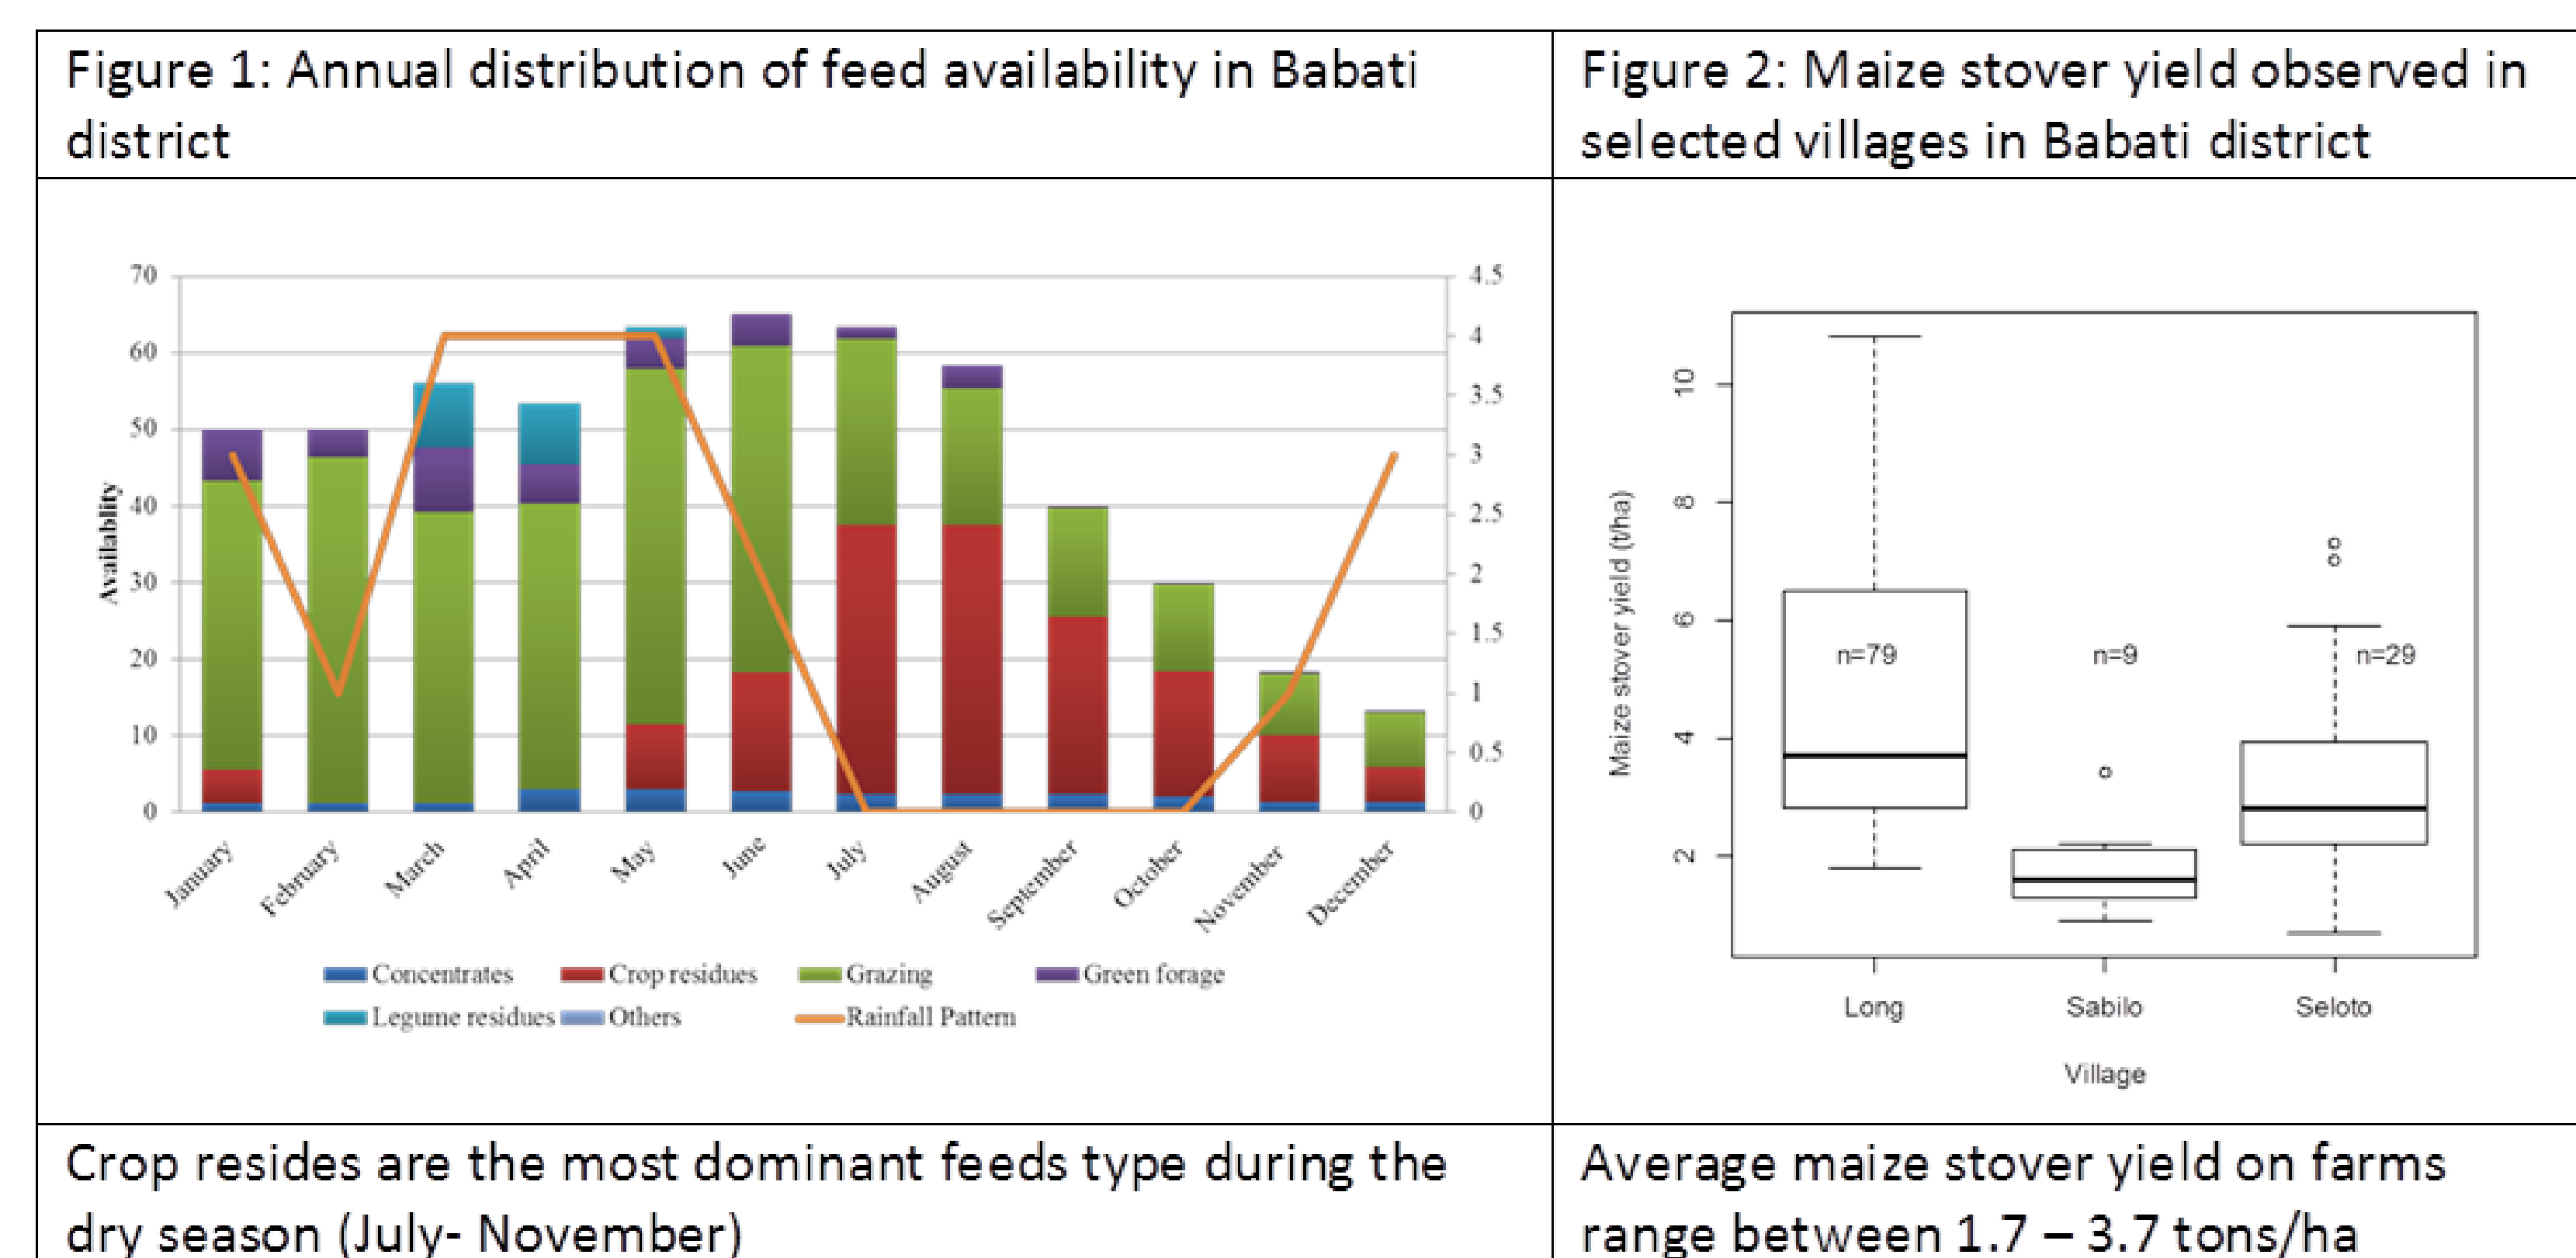 Figure 1: Annual distribution of feed availability in Babati
district
Figure 2: Maize stover yield observed in
selected villages in Babati district
70
60
50
40
30
20
10
0
Availablity
4.5
4
3.5
3
2.5
2
1.5
1
0.5
0
January
February
March
April
May
June
July
August
September
October
November
December
Concentrates
Crop residues
Grazing
Green forage
Legume residues
Others
Rainfall Pattern
Maize stover yield (t/ha)
10
8
6
4
2
n=79
n=9
n=29
Long
Sabilo
Seloto
Village
Crop resides are the most dominant feeds type during the
dry season (July- November)
Average maize stover yield on farms
range between 1.7 – 3.7 tons/ha